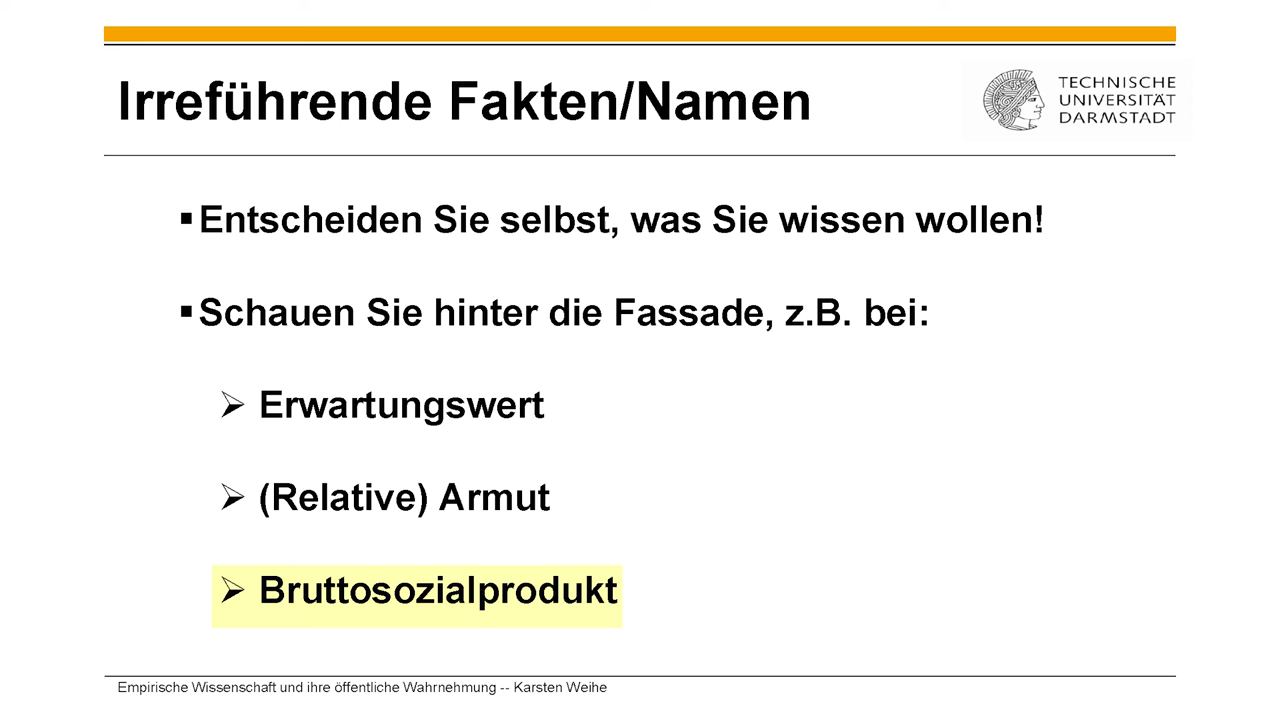 Irreführende Fakten/Namen
TECHNISCHE
UNIVERSITÄT
DARMSTADT
▪ Entscheiden Sie selbst, was Sie wissen wollen!
▪ Schauen Sie hinter die Fassade, z.B. bei:
➢ Erwartungswert
➢ (Relative) Armut
➢ Bruttosozialprodukt
Empirische Wissenschaft und ihre öffentliche Wahrnehmung -- Karsten Weihe